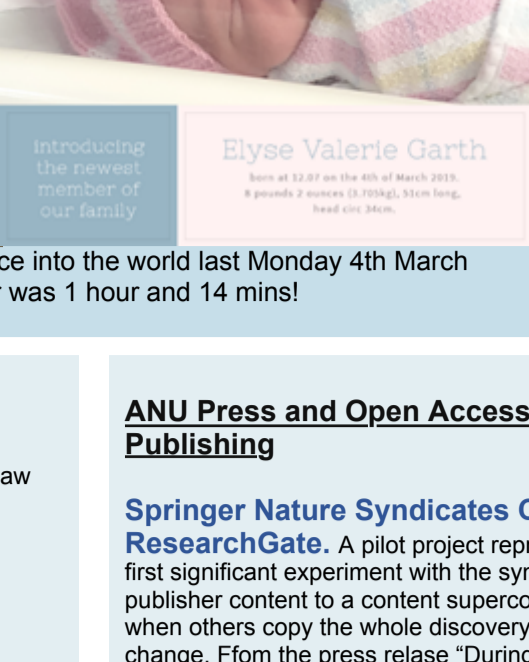 introducing
the newest
member of
our family
Elyse Valerie Garth
born at 12.07 on the 4th of March 2019.
8 pounds 2 ounces (3.705kg), 51cm long,
head circ 34cm.
ce into the world last Monday 4th March
r was 1 hour and 14 mins!
aw
ANU Press and Open Access
Publishing
Springer Nature Syndicates C
ResearchGate. A pilot project repr
first significant experiment with the syn
publisher content to a content superco
when others copy the whole discovery
change. Ffom the press relase “During